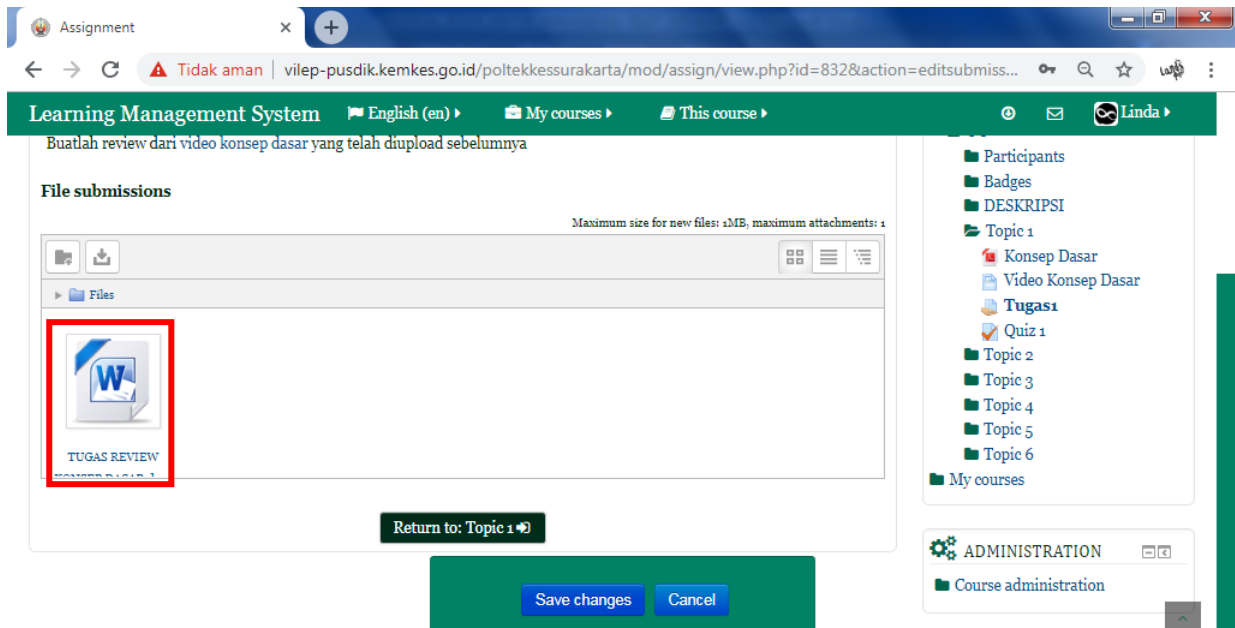 Assignment
Tidak aman | vilep-pusdik.kemkes.go.id/poltekkessurakarta/mod/assign/view.php?id=832&action=editsubmiss...
Learning Management System English (en) My courses This course Linda
Buatlah review dari video konsep dasar yang telah diupload sebelumnya
File submissions
Maximum size for new files: 1MB, maximum attachments: 1
Files
W
TUGAS REVIEW
Return to: Topic 1
Save changes Cancel
Participants
Badges
DESKRIPSI
Topic 1
Konsep Dasar
Video Konsep Dasar
Tugas1
Quiz 1
Topic 2
Topic 3
Topic 4
Topic 5
Topic 6
My courses
ADMINISTRATION
Course administration